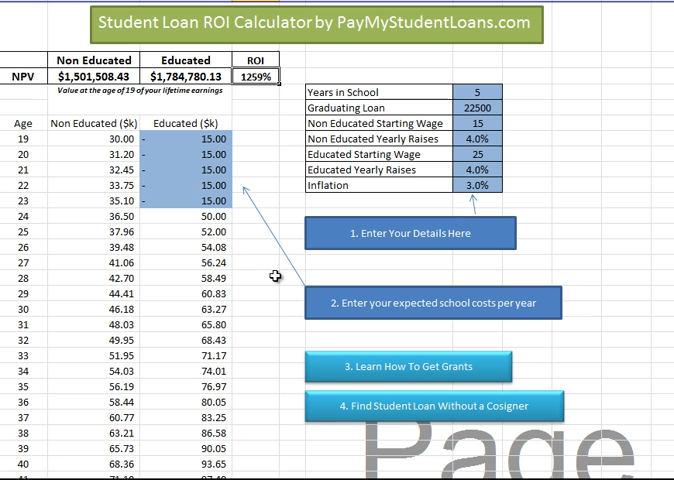 Student Loan ROI Calculator by PayMyStudentLoans.com
Non Educated Educated ROI
NPV $1,501,508.43 $1,784,780.13 1259%
Value at the age of 19 of your lifetime earnings
Years in School 5
Graduating Loan 22500
Non Educated Starting Wage 15
Non Educated Yearly Raises 4.0%
Educated Starting Wage 25
Educated Yearly Raises 4.0%
Inflation 3.0%
Age Non Educated ($k) Educated ($k)
19 30.00 - 15.00
20 31.20 - 15.00
21 32.45 - 15.00
22 33.75 - 15.00
23 35.10 - 15.00
24 36.50 50.00
25 37.96 52.00
26 39.48 54.08
27 41.06 56.24
28 42.70 58.49
29 44.41 60.83
30 46.18 63.27
31 48.03 65.80
32 49.95 68.43
33 51.95 71.17
34 54.03 74.01
35 56.19 76.97
36 58.44 80.05
37 60.77 83.25
38 63.21 86.58
39 65.73 90.05
40 68.36 93.65
1. Enter Your Details Here
2. Enter your expected school costs per year
3. Learn How To Get Grants
4. Find Student Loan Without a Cosigner
Page